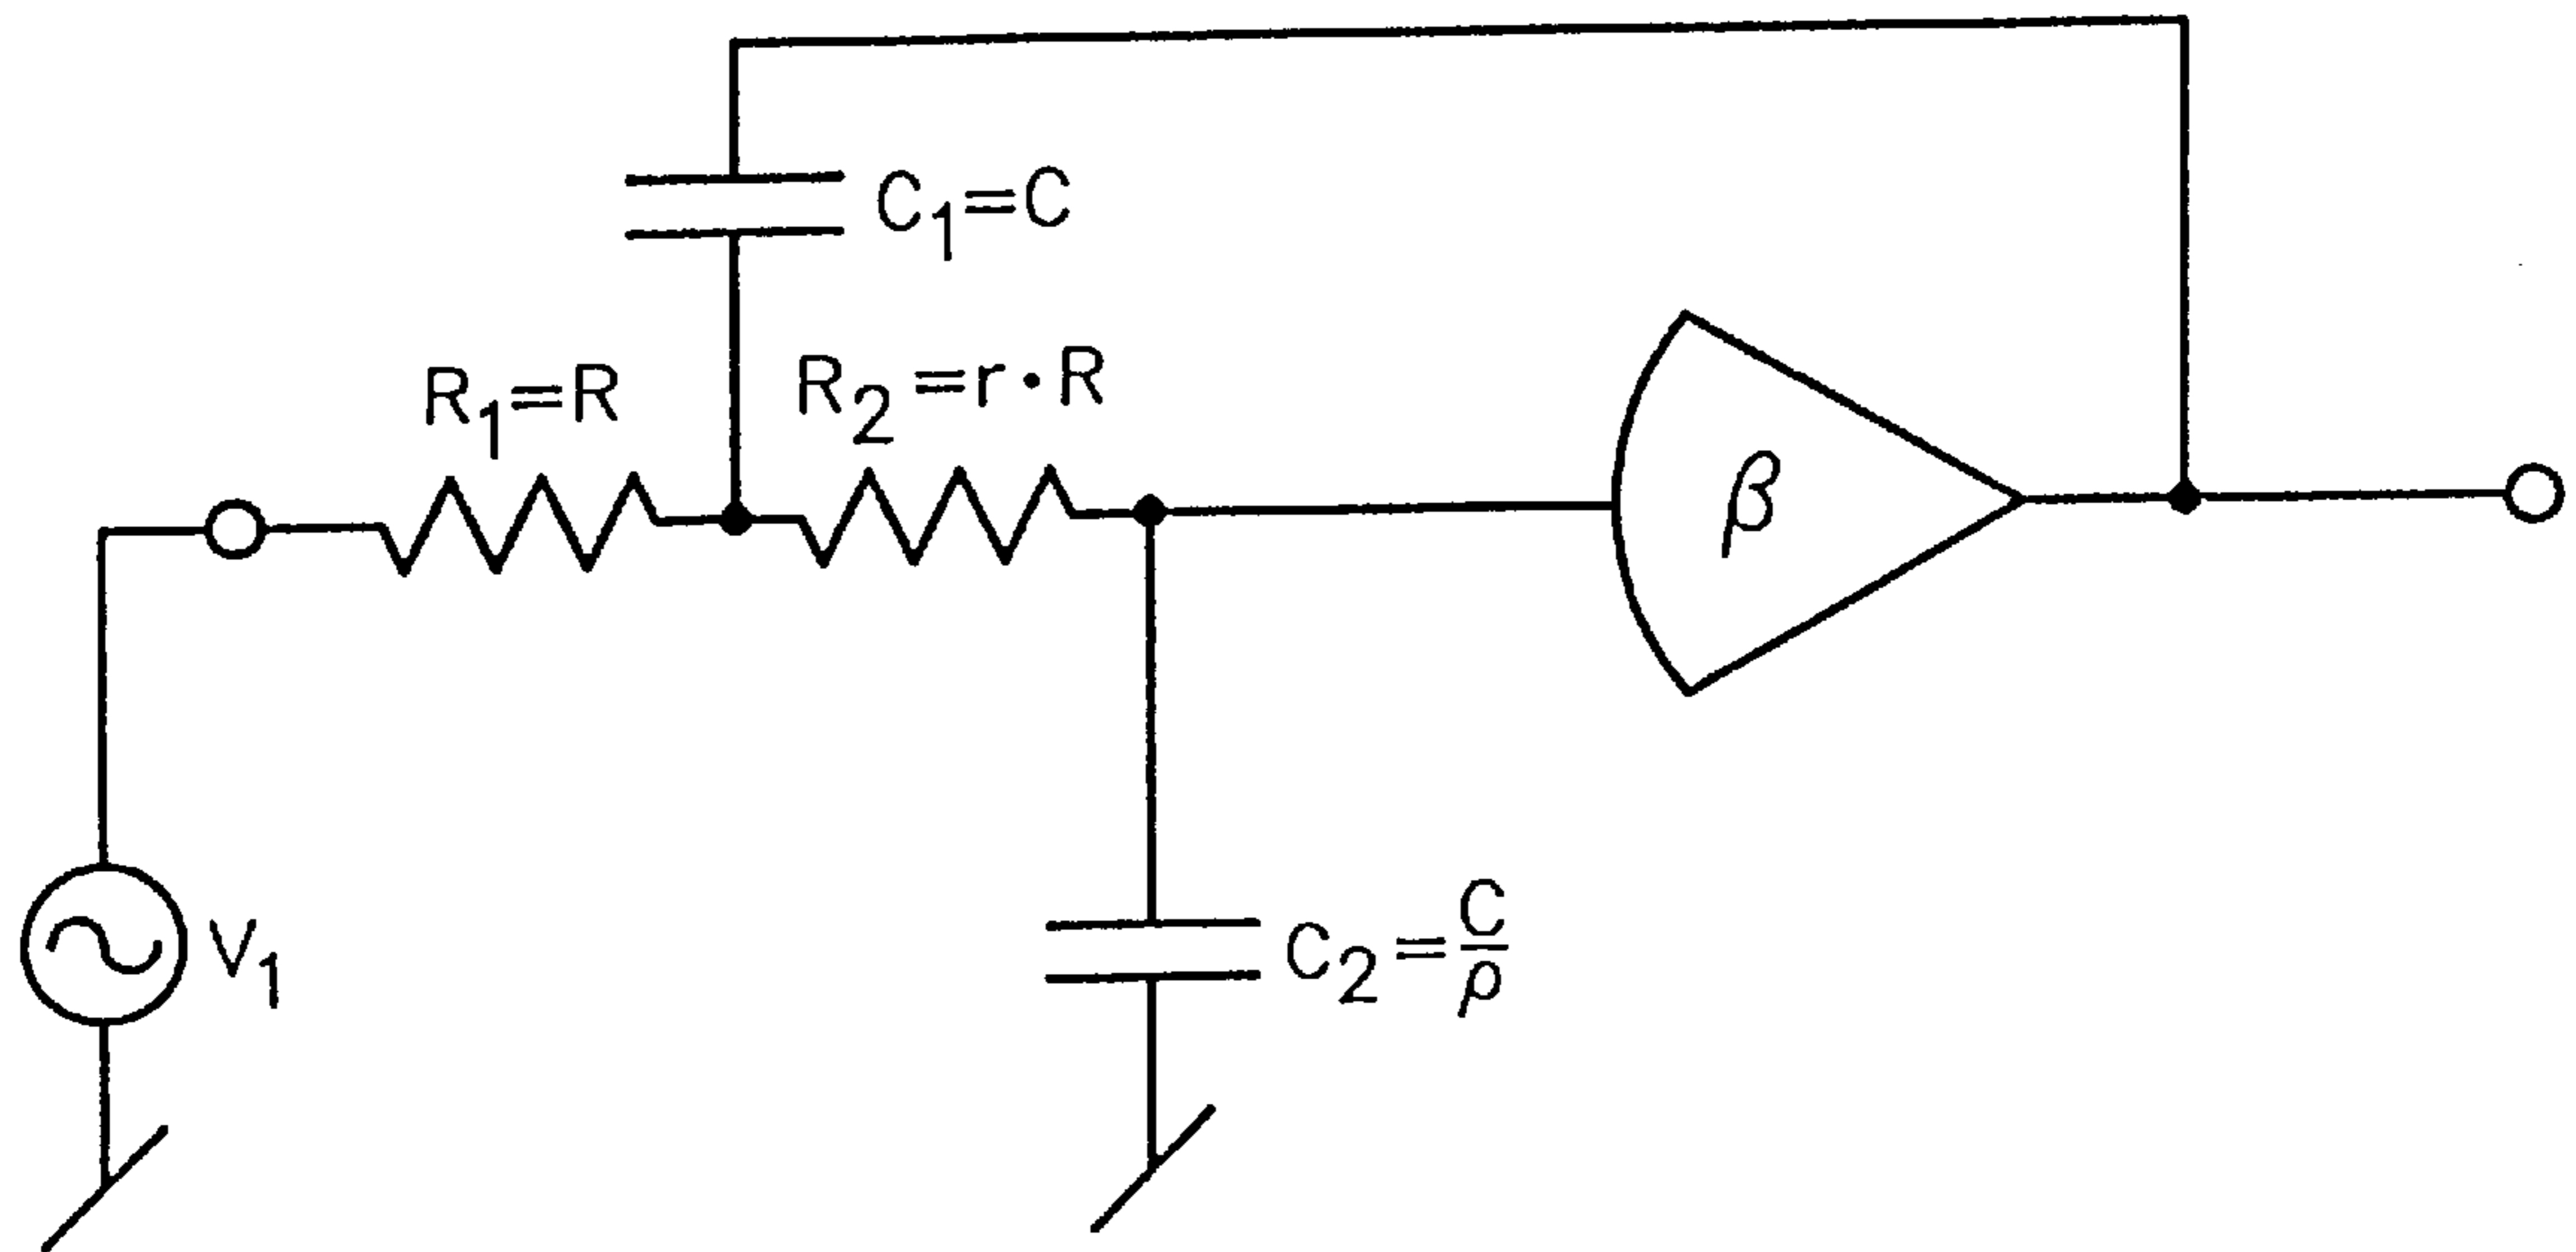 C₁=C
R₁=R
R₂=r·R
β
V₁
C₂=C/ρ